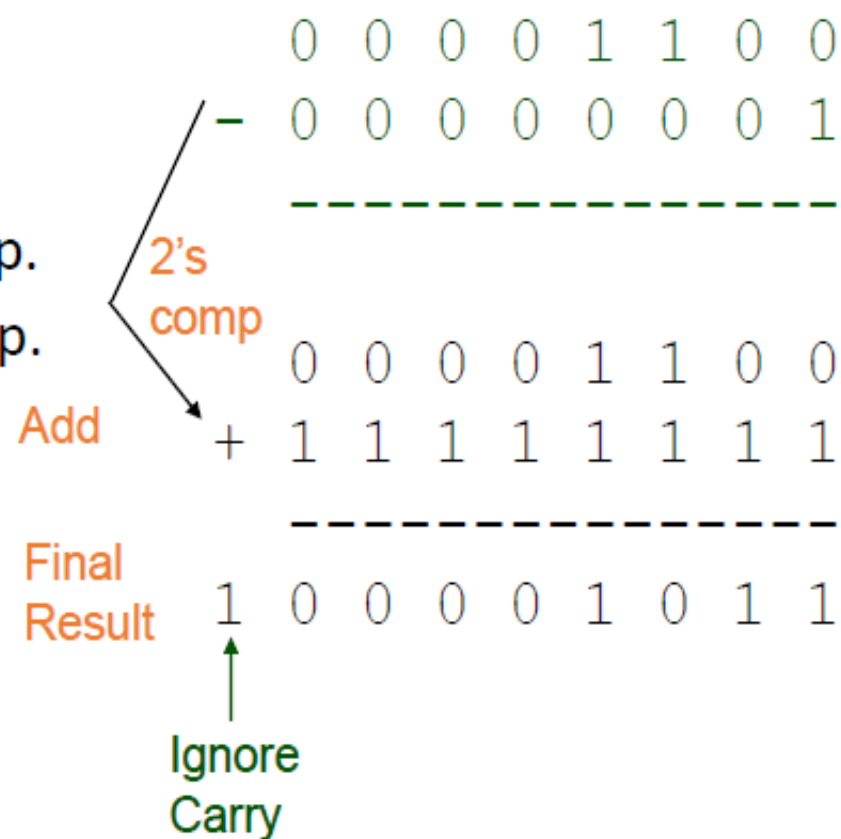 0 0 0 0 1 1 0 0
- 0 0 0 0 0 0 0 1
---------------
p.
2's
comp
p.
0 0 0 0 1 1 0 0
Add
+ 1 1 1 1 1 1 1 1
---------------
Final
Result
1 0 0 0 0 1 0 1 1
Ignore
Carry